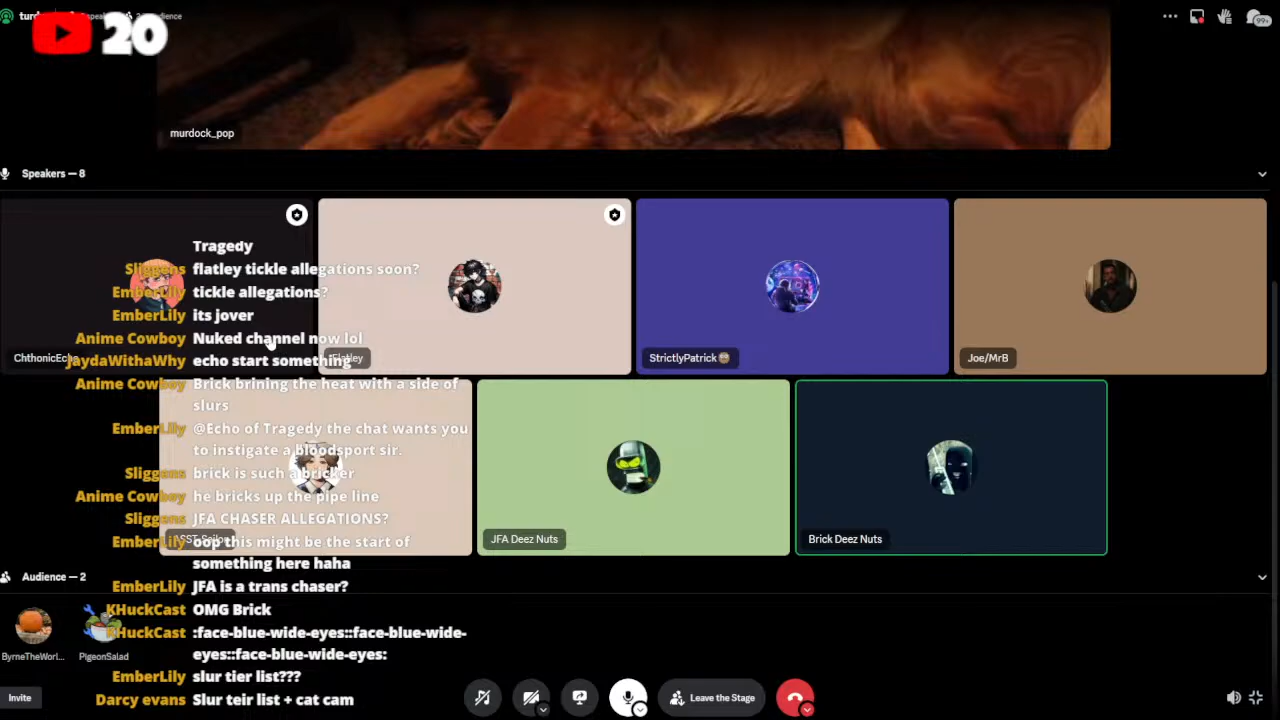 20
murdock_pop
Speakers — 8
Tragedy
Sliggens flatley tickle allegations soon?
EmberLily tickle allegations?
EmberLily its jover
Anime Cowboy Nuked channel now lol
ChthonicEcho
Flatley
StrictlyPatrick
Joe/MrB
JaydaWithaWhy echo start something
Anime Cowboy Brick brining the heat with a side of
slurs
EmberLily @Echo of Tragedy the chat wants you
to instigate a bloodsport sir.
Sliggens brick is such a bricker
Anime Cowboy he bricks up the pipe line
Sliggens JFA CHASER ALLEGATIONS?
JFA Deez Nuts
Brick Deez Nuts
EmberLily oop this might be the start of
something here haha
Audience — 2
EmberLily JFA is a trans chaser?
KHuckCast OMG Brick
KHuckCast :face-blue-wide-eyes::face-blue-wide-
eyes::face-blue-wide-eyes:
ByrneTheWorl...
PigeonSalad
EmberLily slur tier list???
Darcy evans Slur teir list + cat cam
Invite
Leave the Stage
99+